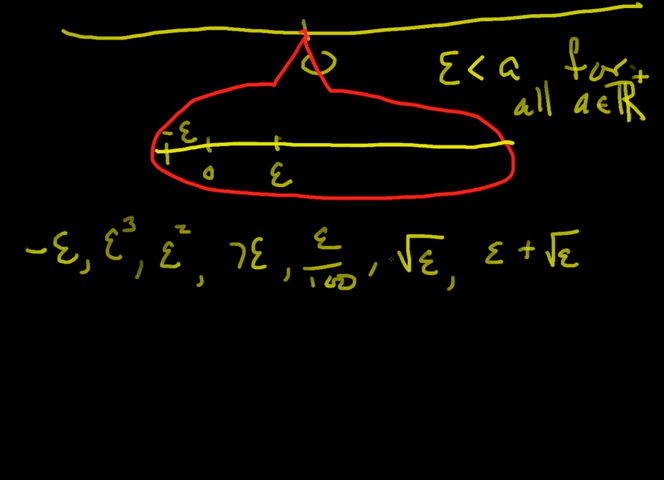 0
ε < a for
all a ∈ ℝ⁺
-ε
0 ε
-ε, ε³, ε², 7ε, ε/100, √ε, ε + √ε